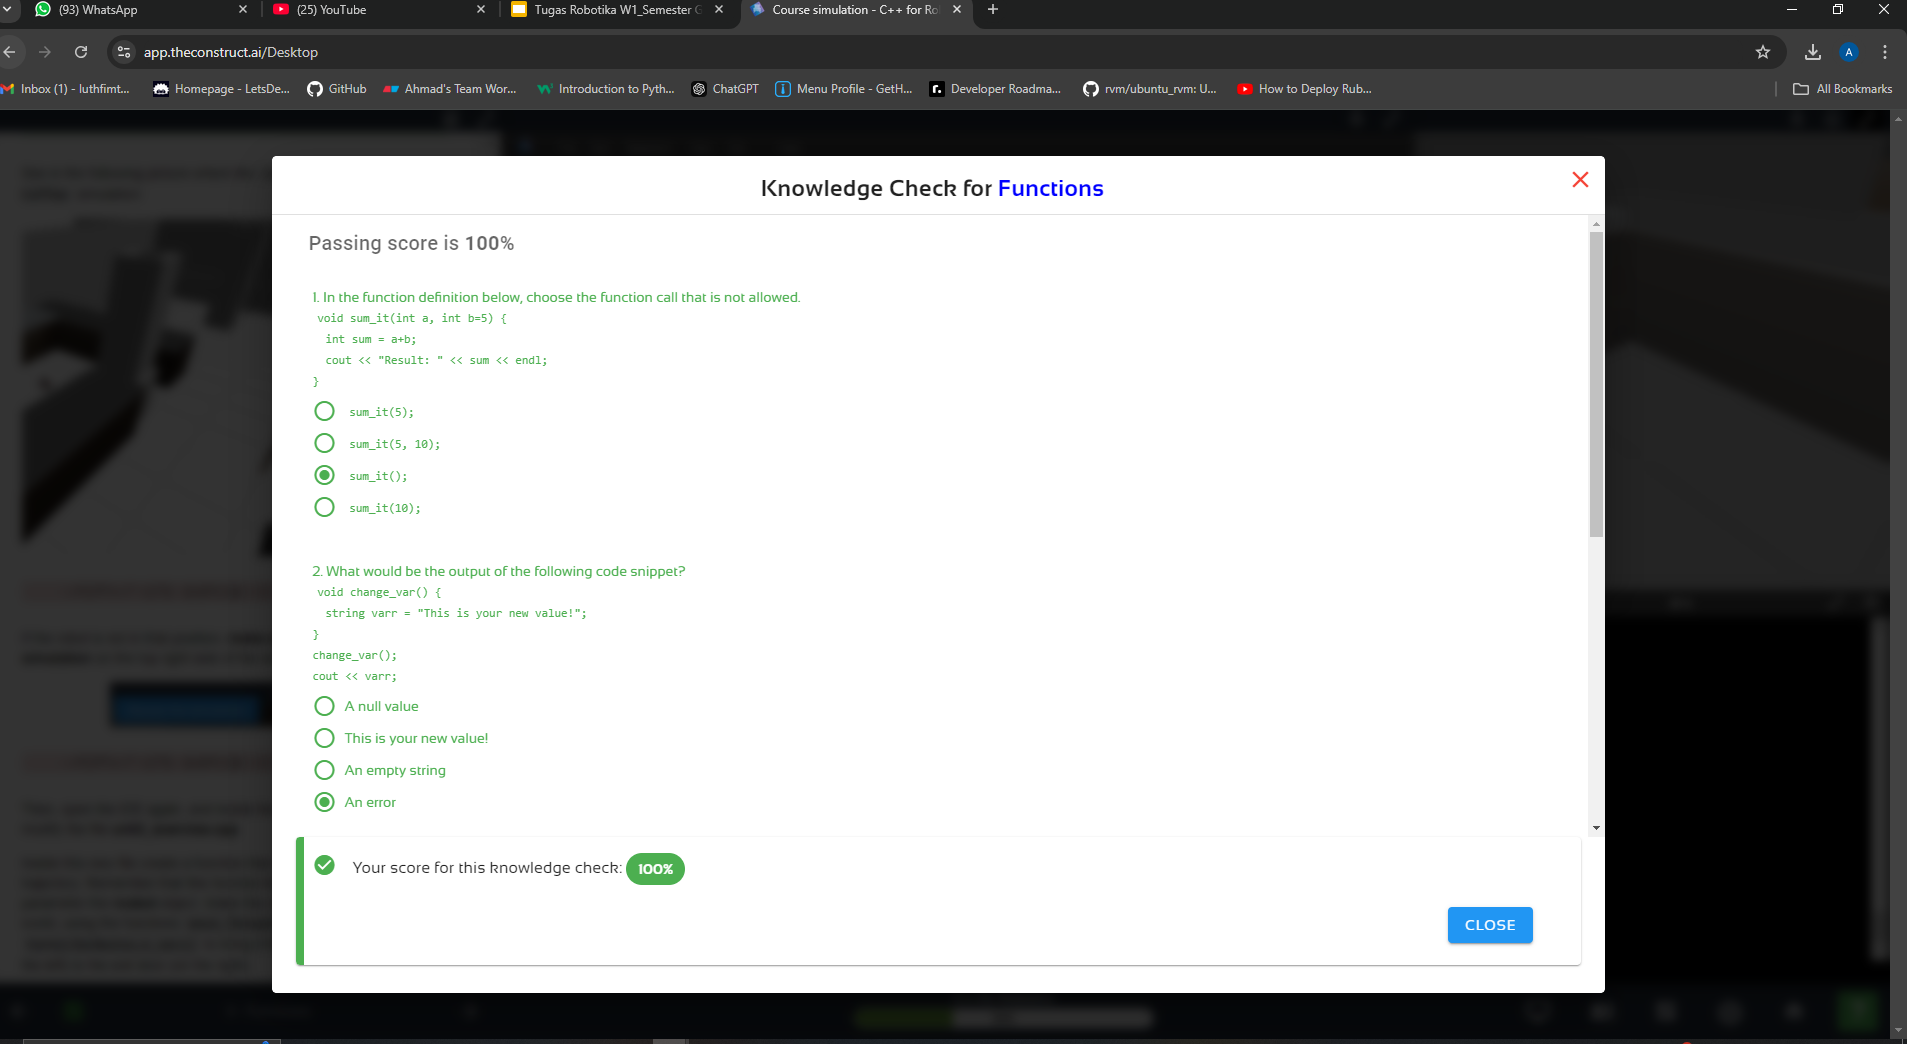 (93) WhatsApp
(25) YouTube
Tugas Robotika W1_Semester G
Course simulation - C++ for Ro
app.theconstruct.ai/Desktop
A
Inbox (1) - luthfimt...
Homepage - LetsDe...
GitHub
Ahmad's Team Wor...
Introduction to Pyth...
ChatGPT
Menu Profile - GetH...
Developer Roadma...
rvm/ubuntu_rvm: U...
How to Deploy Rub...
All Bookmarks
Knowledge Check for Functions
Passing score is 100%
1. In the function definition below, choose the function call that is not allowed.
void sum_it(int a, int b=5) {
int sum = a+b;
cout << "Result: " << sum << endl;
}
sum_it(5);
sum_it(5, 10);
sum_it();
sum_it(10);
2. What would be the output of the following code snippet?
void change_var() {
string varr = "This is your new value!";
}
change_var();
cout << varr;
A null value
This is your new value!
An empty string
An error
Your score for this knowledge check: 100%
CLOSE